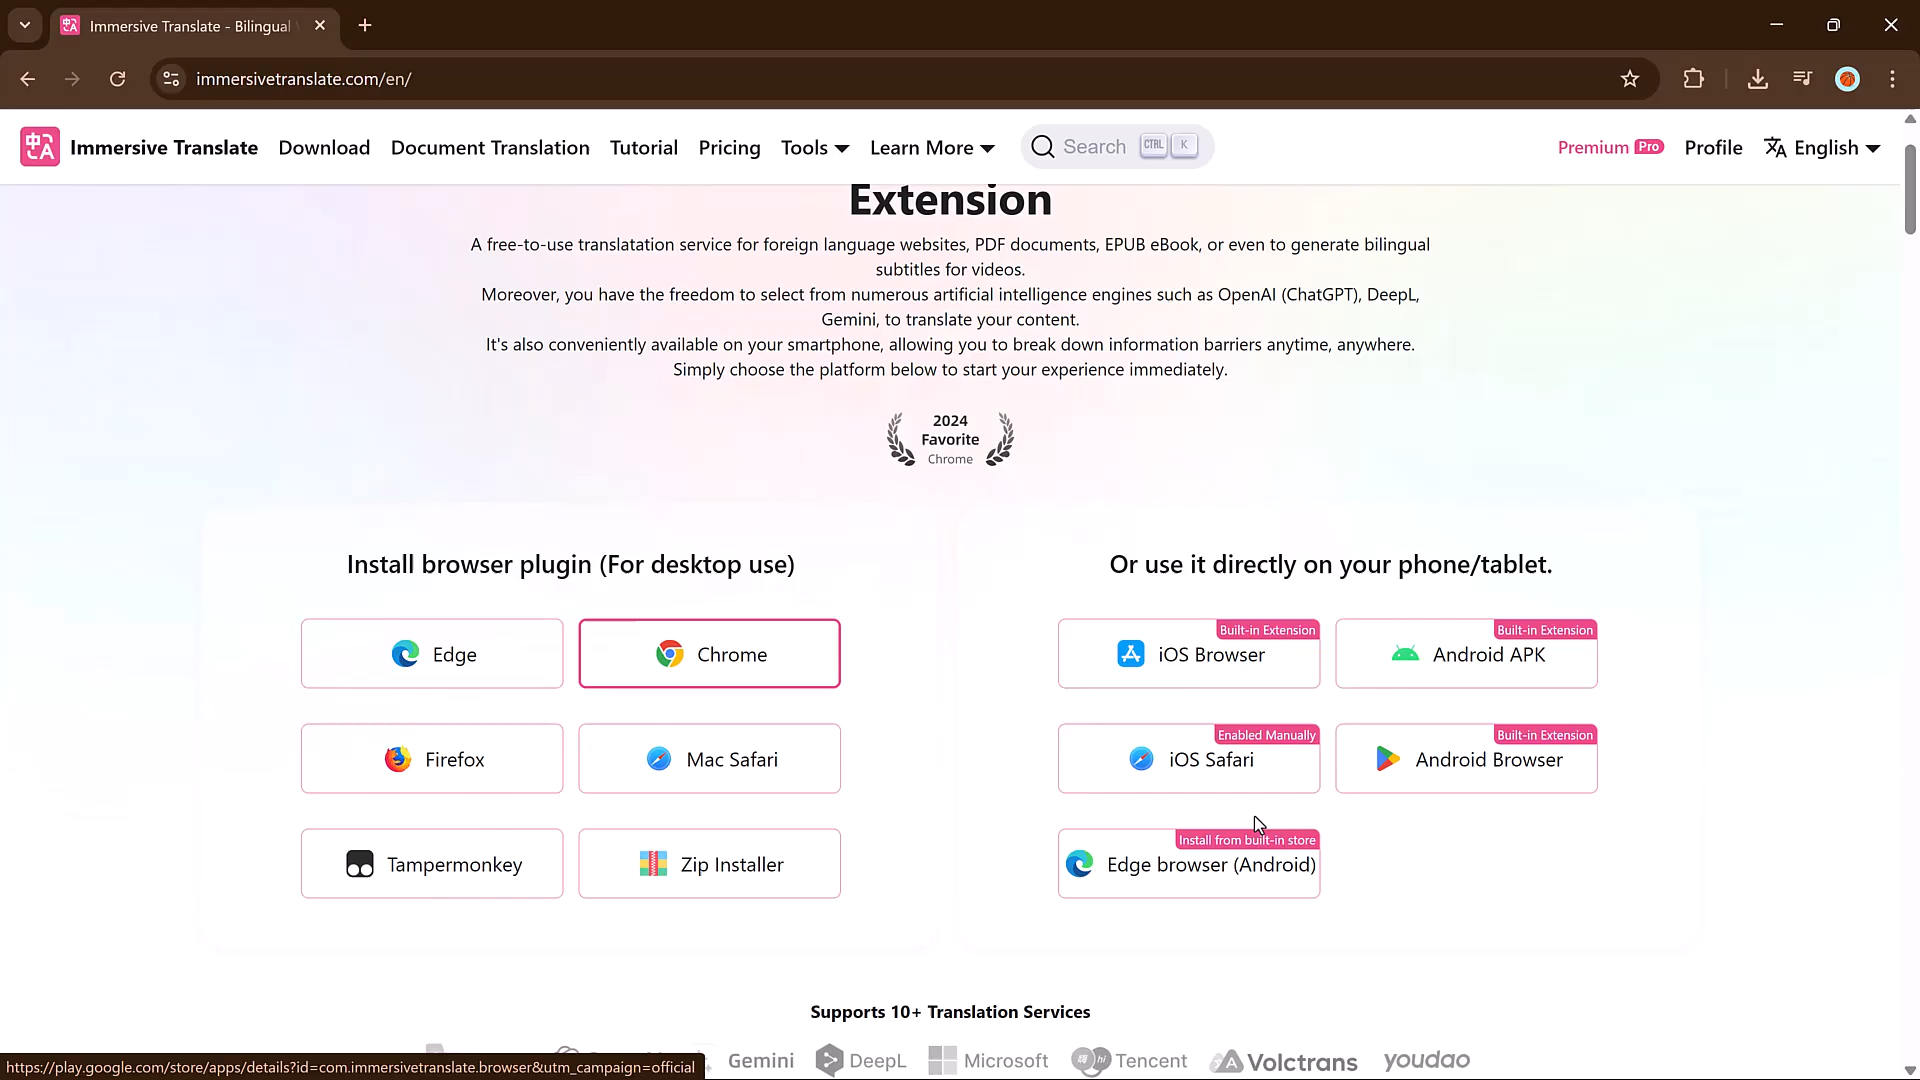 Immersive Translate - Bilingual
immersivetranslate.com/en/
Immersive Translate Download Document Translation Tutorial Pricing Tools Learn More Search CTRL K Premium Pro Profile English
Extension
A free-to-use translatation service for foreign language websites, PDF documents, EPUB eBook, or even to generate bilingual
subtitles for videos.
Moreover, you have the freedom to select from numerous artificial intelligence engines such as OpenAI (ChatGPT), DeepL,
Gemini, to translate your content.
It's also conveniently available on your smartphone, allowing you to break down information barriers anytime, anywhere.
Simply choose the platform below to start your experience immediately.
2024
Favorite
Chrome
Install browser plugin (For desktop use)
Edge
Chrome
Firefox
Mac Safari
Tampermonkey
Zip Installer
Or use it directly on your phone/tablet.
Built-in Extension
iOS Browser
Built-in Extension
Android APK
Enabled Manually
iOS Safari
Built-in Extension
Android Browser
Install from built-in store
Edge browser (Android)
Supports 10+ Translation Services
Gemini DeepL Microsoft Tencent Volctrans youdao
https://play.google.com/store/apps/details?id=com.immersivetranslate.browser&utm_campaign=official